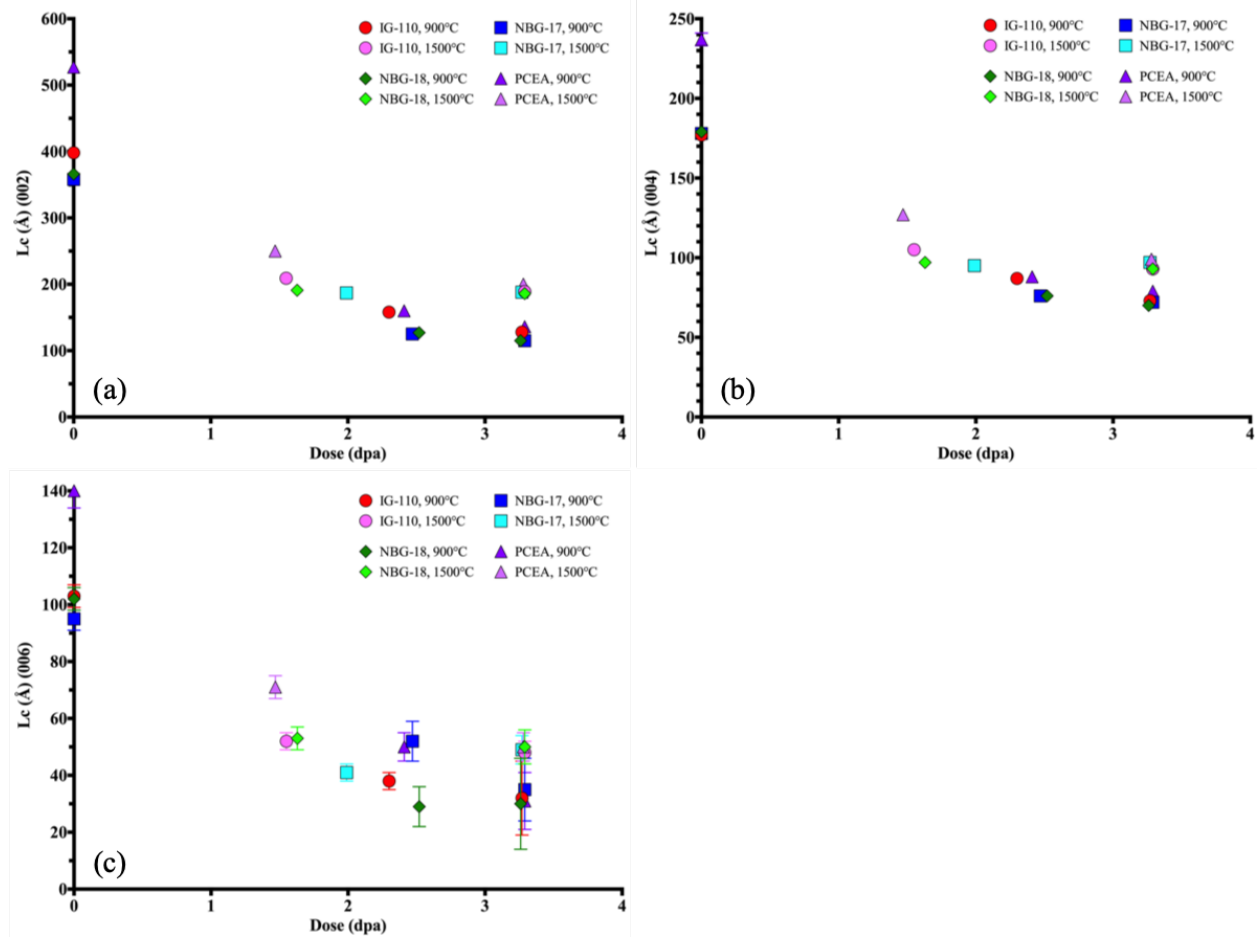 600
500
400
300
200
100
0
Lc (Å) (002)
IG-110, 900°C
NBG-17, 900°C
IG-110, 1500°C
NBG-17, 1500°C
NBG-18, 900°C
PCEA, 900°C
NBG-18, 1500°C
PCEA, 1500°C
(a)
0 1 2 3 4
Dose (dpa)
250
200
150
100
50
0
Lc (Å) (004)
IG-110, 900°C
NBG-17, 900°C
IG-110, 1500°C
NBG-17, 1500°C
NBG-18, 900°C
PCEA, 900°C
NBG-18, 1500°C
PCEA, 1500°C
(b)
0 1 2 3 4
Dose (dpa)
140
120
100
80
60
40
20
0
Lc (Å) (006)
IG-110, 900°C
NBG-17, 900°C
IG-110, 1500°C
NBG-17, 1500°C
NBG-18, 900°C
PCEA, 900°C
NBG-18, 1500°C
PCEA, 1500°C
(c)
0 1 2 3 4
Dose (dpa)